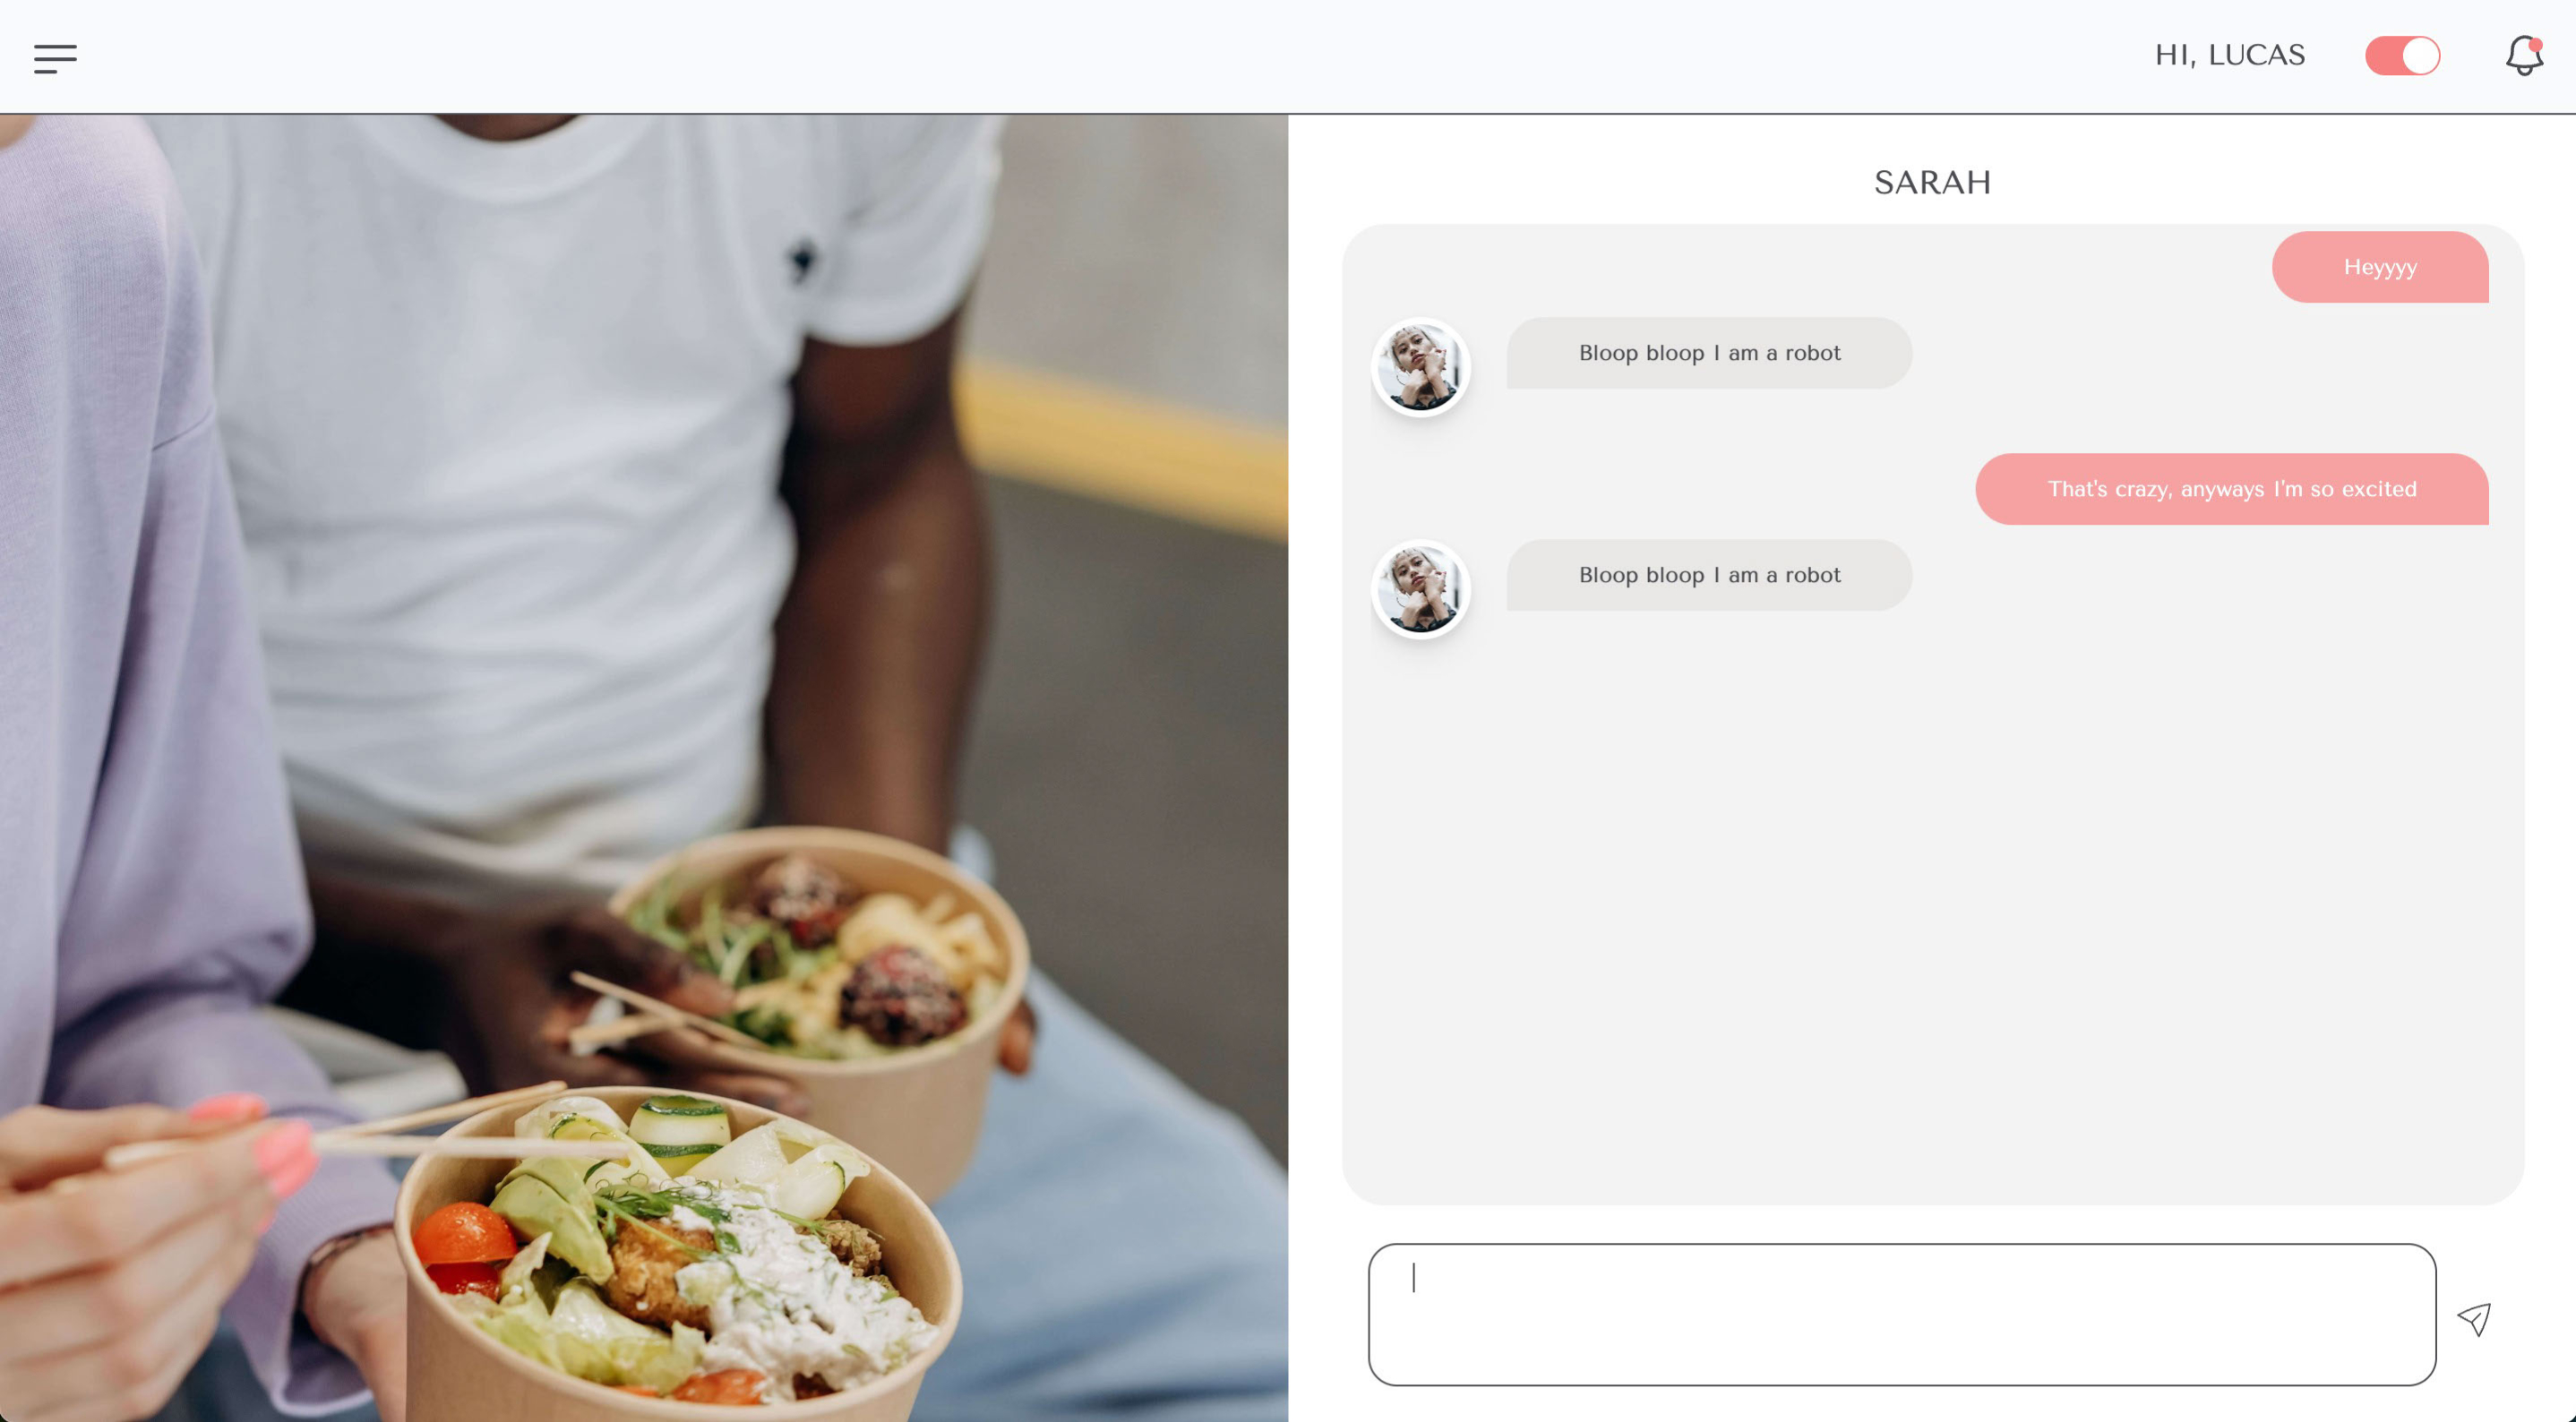 HI, LUCAS
SARAH
Heyyyy
Bloop bloop I am a robot
That's crazy, anyways I'm so excited
Bloop bloop I am a robot